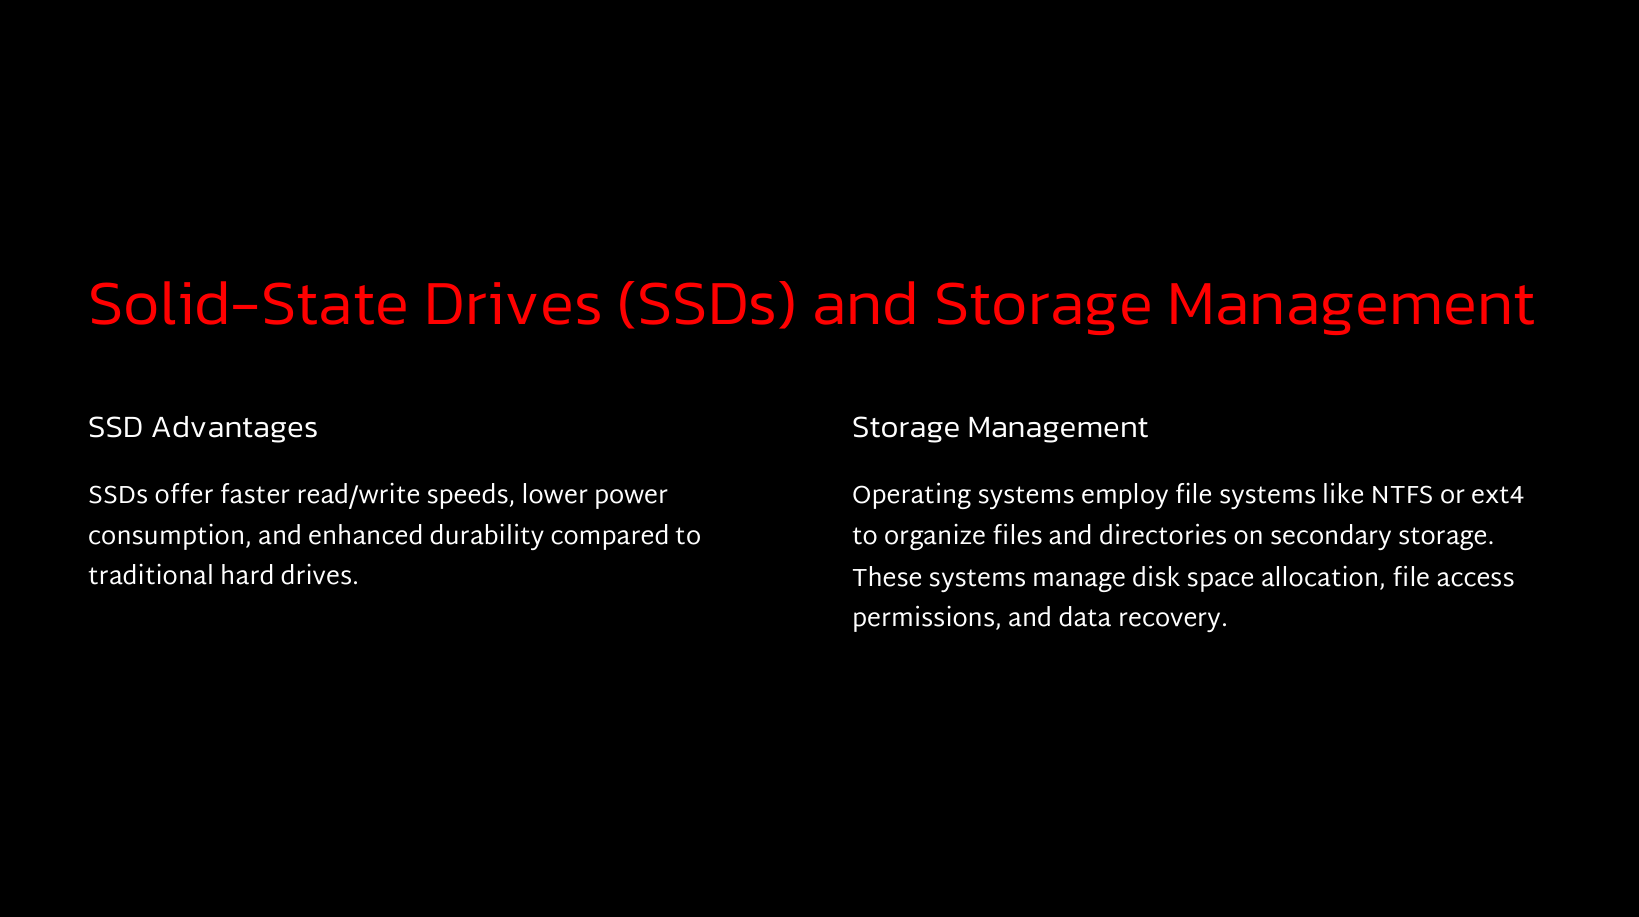 Solid-State Drives (SSDs) and Storage Management
SSD Advantages
SSDs offer faster read/write speeds, lower power
consumption, and enhanced durability compared to
traditional hard drives.
Storage Management
Operating systems employ file systems like NTFS or ext4
to organize files and directories on secondary storage.
These systems manage disk space allocation, file access
permissions, and data recovery.